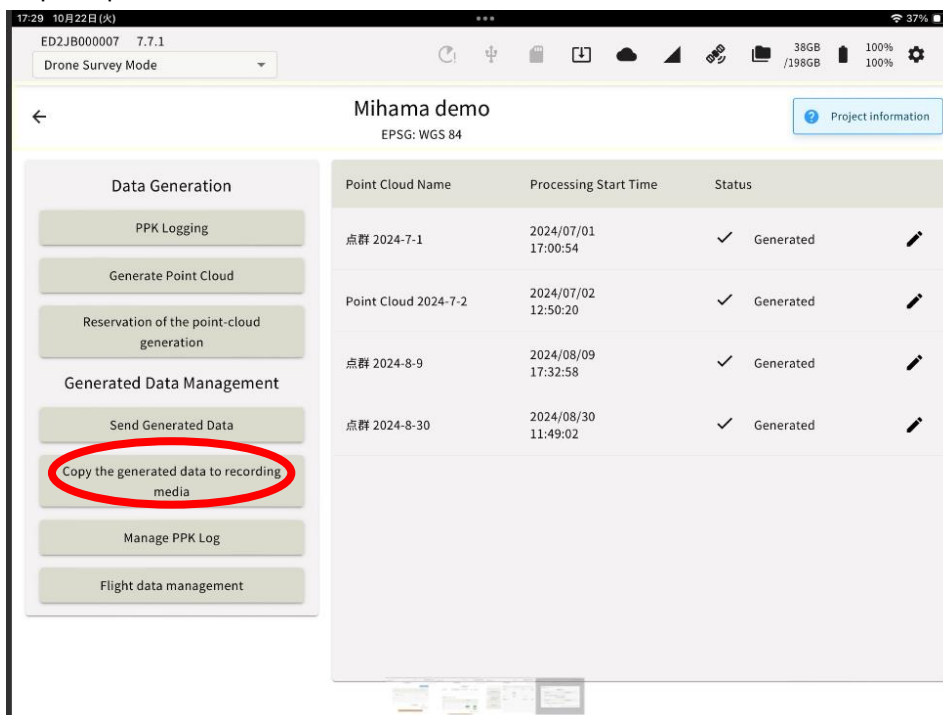 17:29 10月22日(火)
37%
ED2JB000007 7.7.1
Drone Survey Mode
38GB
/198GB
100%
100%
Mihama demo
EPSG: WGS 84
Project information
Data Generation
PPK Logging
Generate Point Cloud
Reservation of the point-cloud
generation
Generated Data Management
Send Generated Data
Copy the generated data to recording
media
Manage PPK Log
Flight data management
Point Cloud Name Processing Start Time Status
点群 2024-7-1
2024/07/01
17:00:54
Generated
Point Cloud 2024-7-2
2024/07/02
12:50:20
Generated
点群 2024-8-9
2024/08/09
17:32:58
Generated
点群 2024-8-30
2024/08/30
11:49:02
Generated